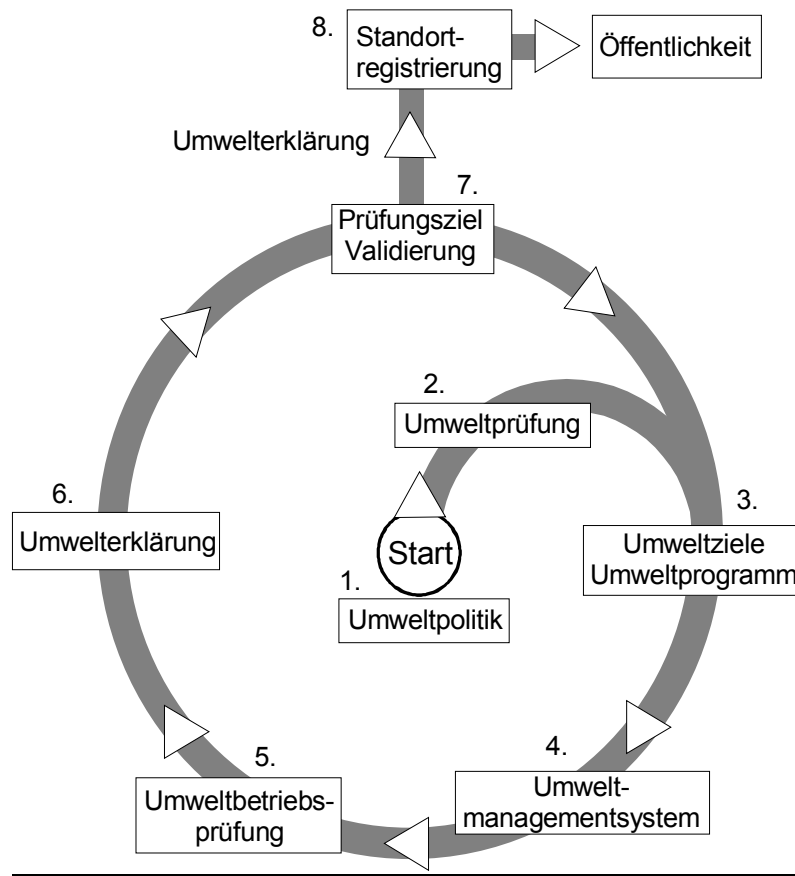 8.
Standort-
registrierung
Öffentlichkeit
Umwelterklärung
7.
Prüfungsziel
Validierung
2.
Umweltprüfung
6.
Umwelterklärung
3.
Umweltziele
Umweltprogramm
Start
1.
Umweltpolitik
4.
Umwelt-
managementsystem
5.
Umweltbetriebs-
prüfung